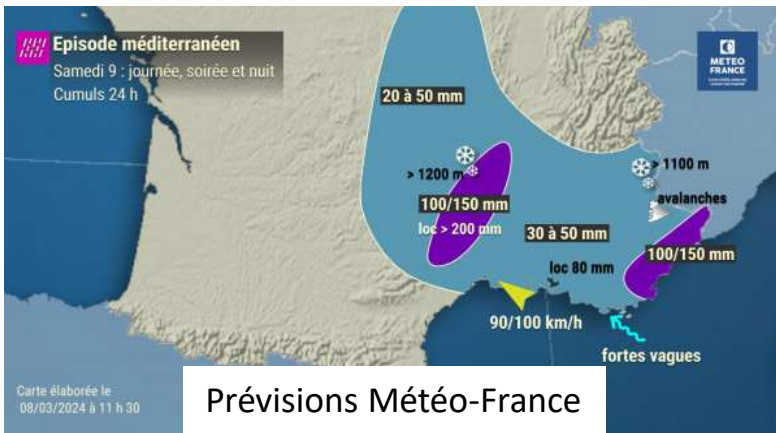 Episode méditerranéen
Samedi 9 : journée, soirée et nuit
Cumuls 24 h
METEO
FRANCE
20 à 50 mm
> 1200 m
> 1100 m
avalanches
100/150 mm
loc > 200 mm
30 à 50 mm
100/150 mm
loc 80 mm
90/100 km/h
fortes vagues
Carte élaborée le
08/03/2024 à 11 h 30
Prévisions Météo-France